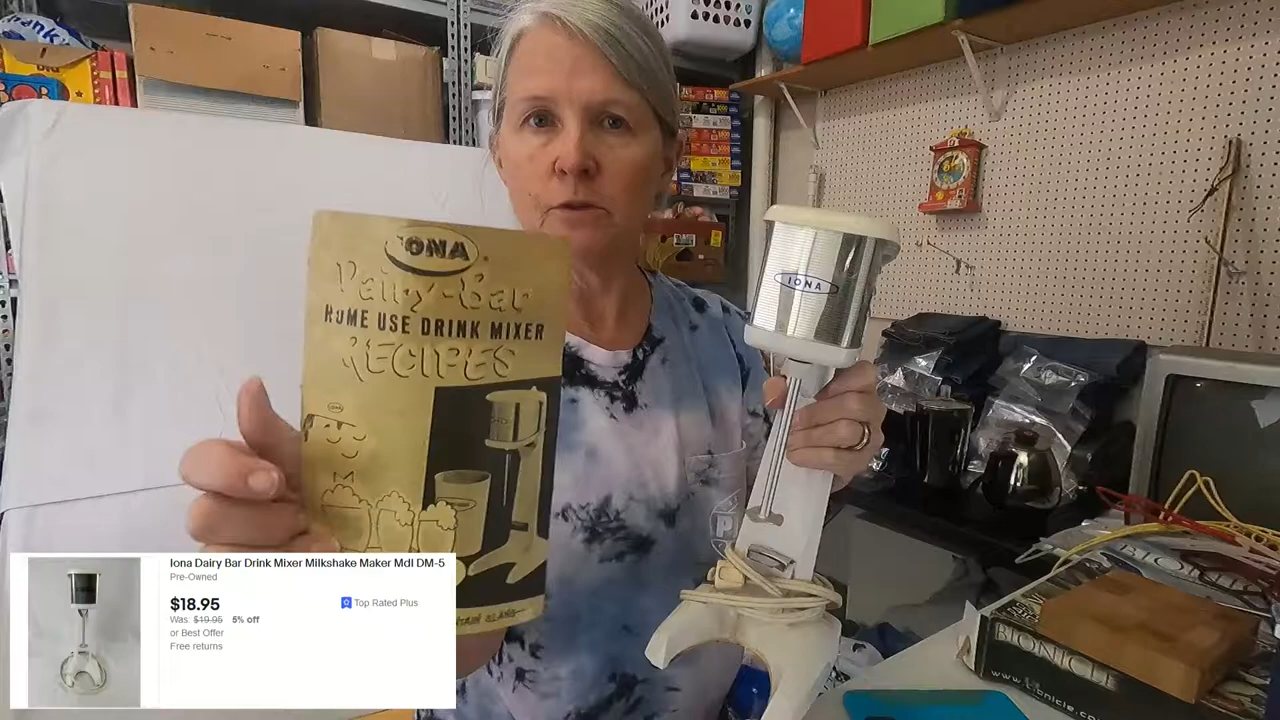 IONA
Dairy-Bar
HOME USE DRINK MIXER
RECIPES
IONA
Iona Dairy Bar Drink Mixer Milkshake Maker Mdl DM-5
Pre-Owned
$18.95
Top Rated Plus
Was: $19.95 5% off
or Best Offer
Free returns
BIONICLE